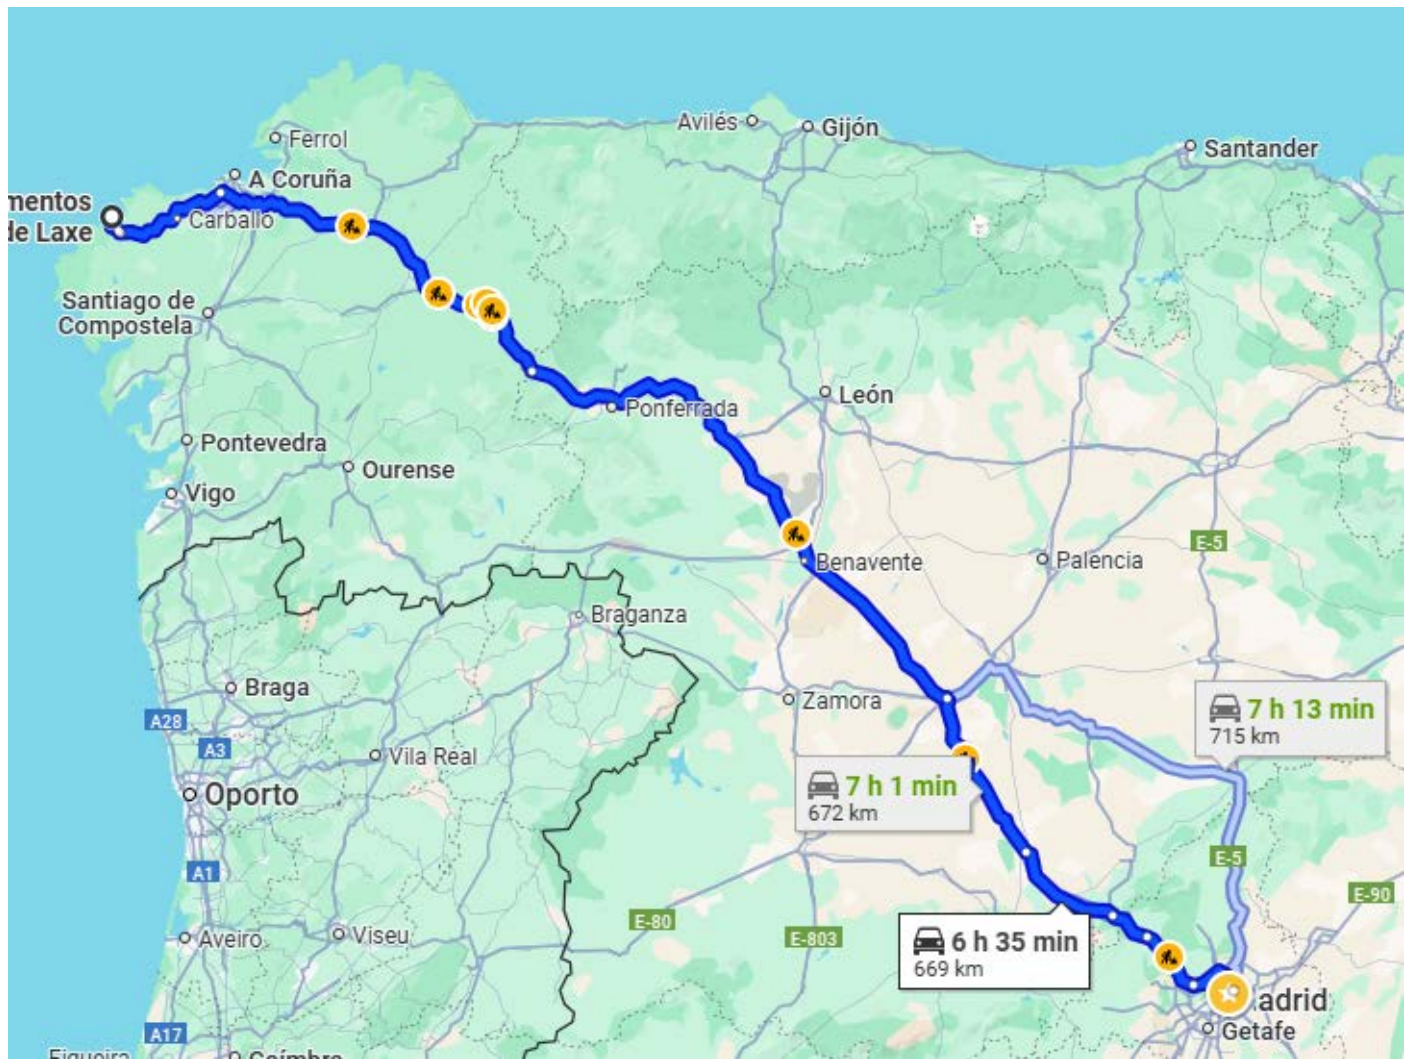 Ferrol
Avilés
Gijón
Santander
A Coruña
mentos
de Laxe
Carballo
Santiago de
Compostela
León
Ponferrada
Pontevedra
Ourense
Vigo
E-5
Benavente
Palencia
Braganza
Braga
Zamora
7 h 13 min
715 km
A28
A3
Vila Real
7 h 1 min
672 km
Oporto
E-5
A1
E-90
E-80
E-803
6 h 35 min
669 km
Aveiro
Viseu
adrid
Getafe
A17
Figueira
Coímbra